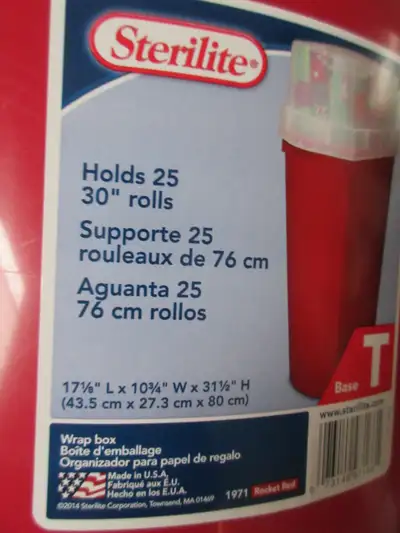 Sterilite®
Holds 25
30" rolls
Supporte 25
rouleaux de 76 cm
Aguanta 25
76 cm rollos
17⅛" L x 10¾" W x 31½" H
(43.5 cm x 27.3 cm x 80 cm)
Base T
www.sterilite.com
Wrap box
Boîte d'emballage
Organizador para papel de regalo
Made in U.S.A.
Fabriqué aux É.U.
Hecho en los E.U.A.
©2014 Sterilite Corporation, Townsend, MA 01469
1971 Rocket Red